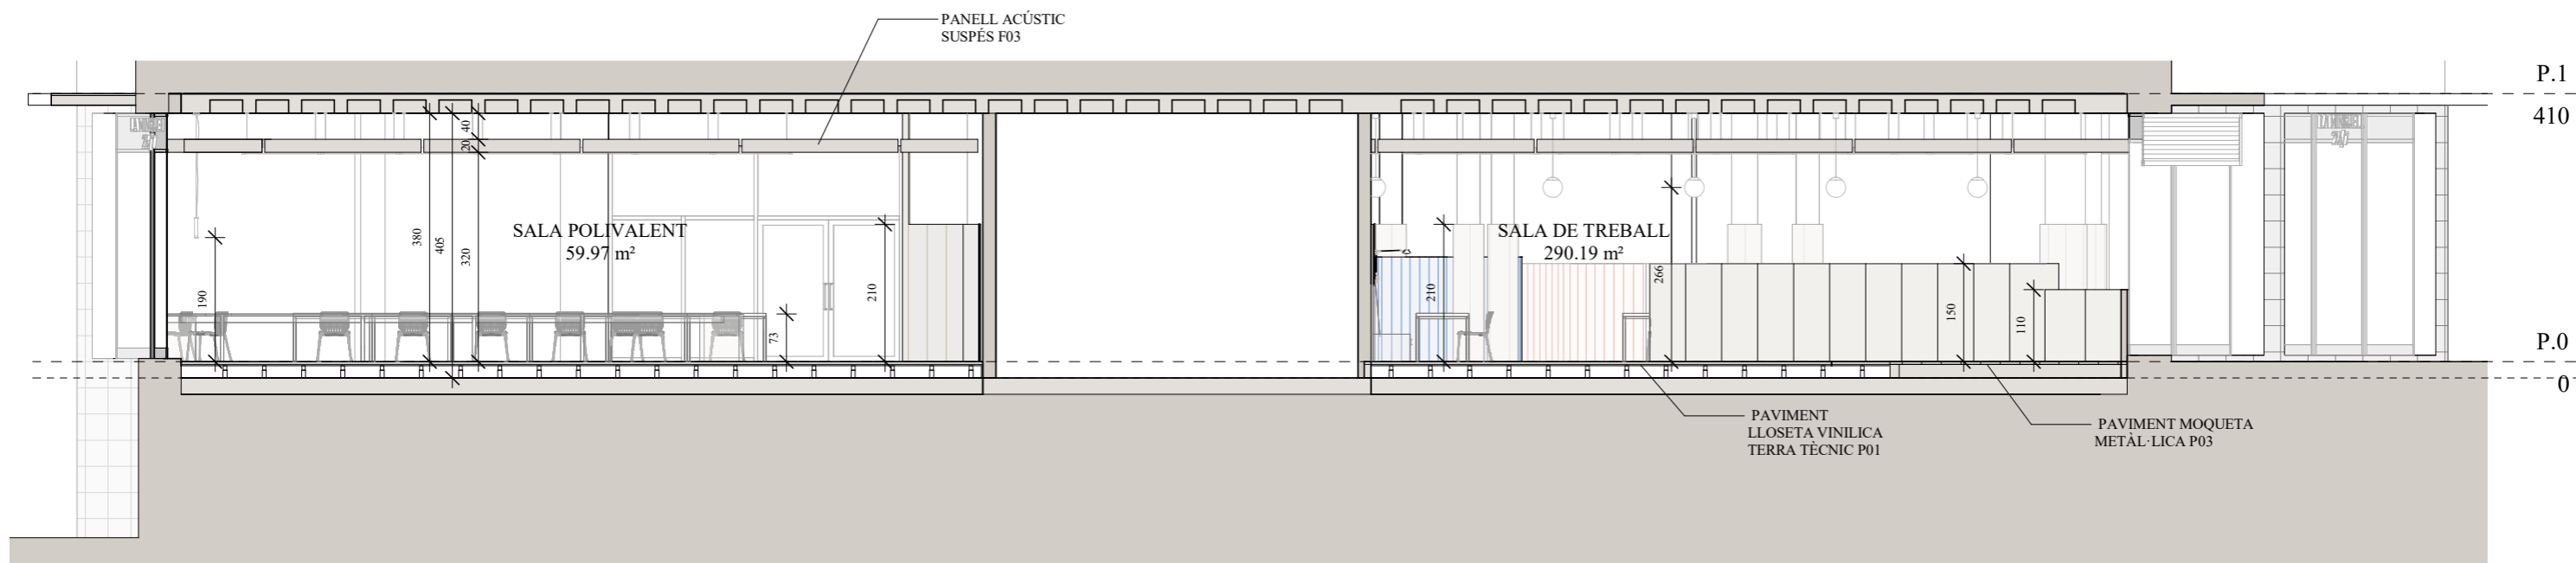 PANELL ACÚSTIC
SUSPÉS F03
P.1
410
40
20
380
405
320
SALA POLIVALENT
59.97 m²
190
210
73
SALA DE TREBALL
290.19 m²
266
210
150
110
P.0
0
PAVIMENT
LLOSETA VINILICA
TERRA TÈCNIC P01
PAVIMENT MOQUETA
METÀL·LICA P03